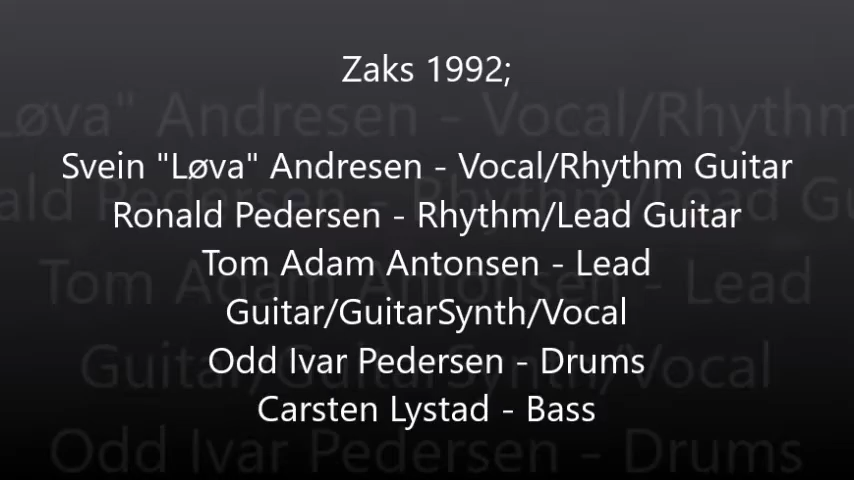 Zaks 1992;
Svein "Løva" Andresen - Vocal/Rhythm Guitar
Ronald Pedersen - Rhythm/Lead Guitar
Tom Adam Antonsen - Lead
Guitar/GuitarSynth/Vocal
Odd Ivar Pedersen - Drums
Carsten Lystad - Bass